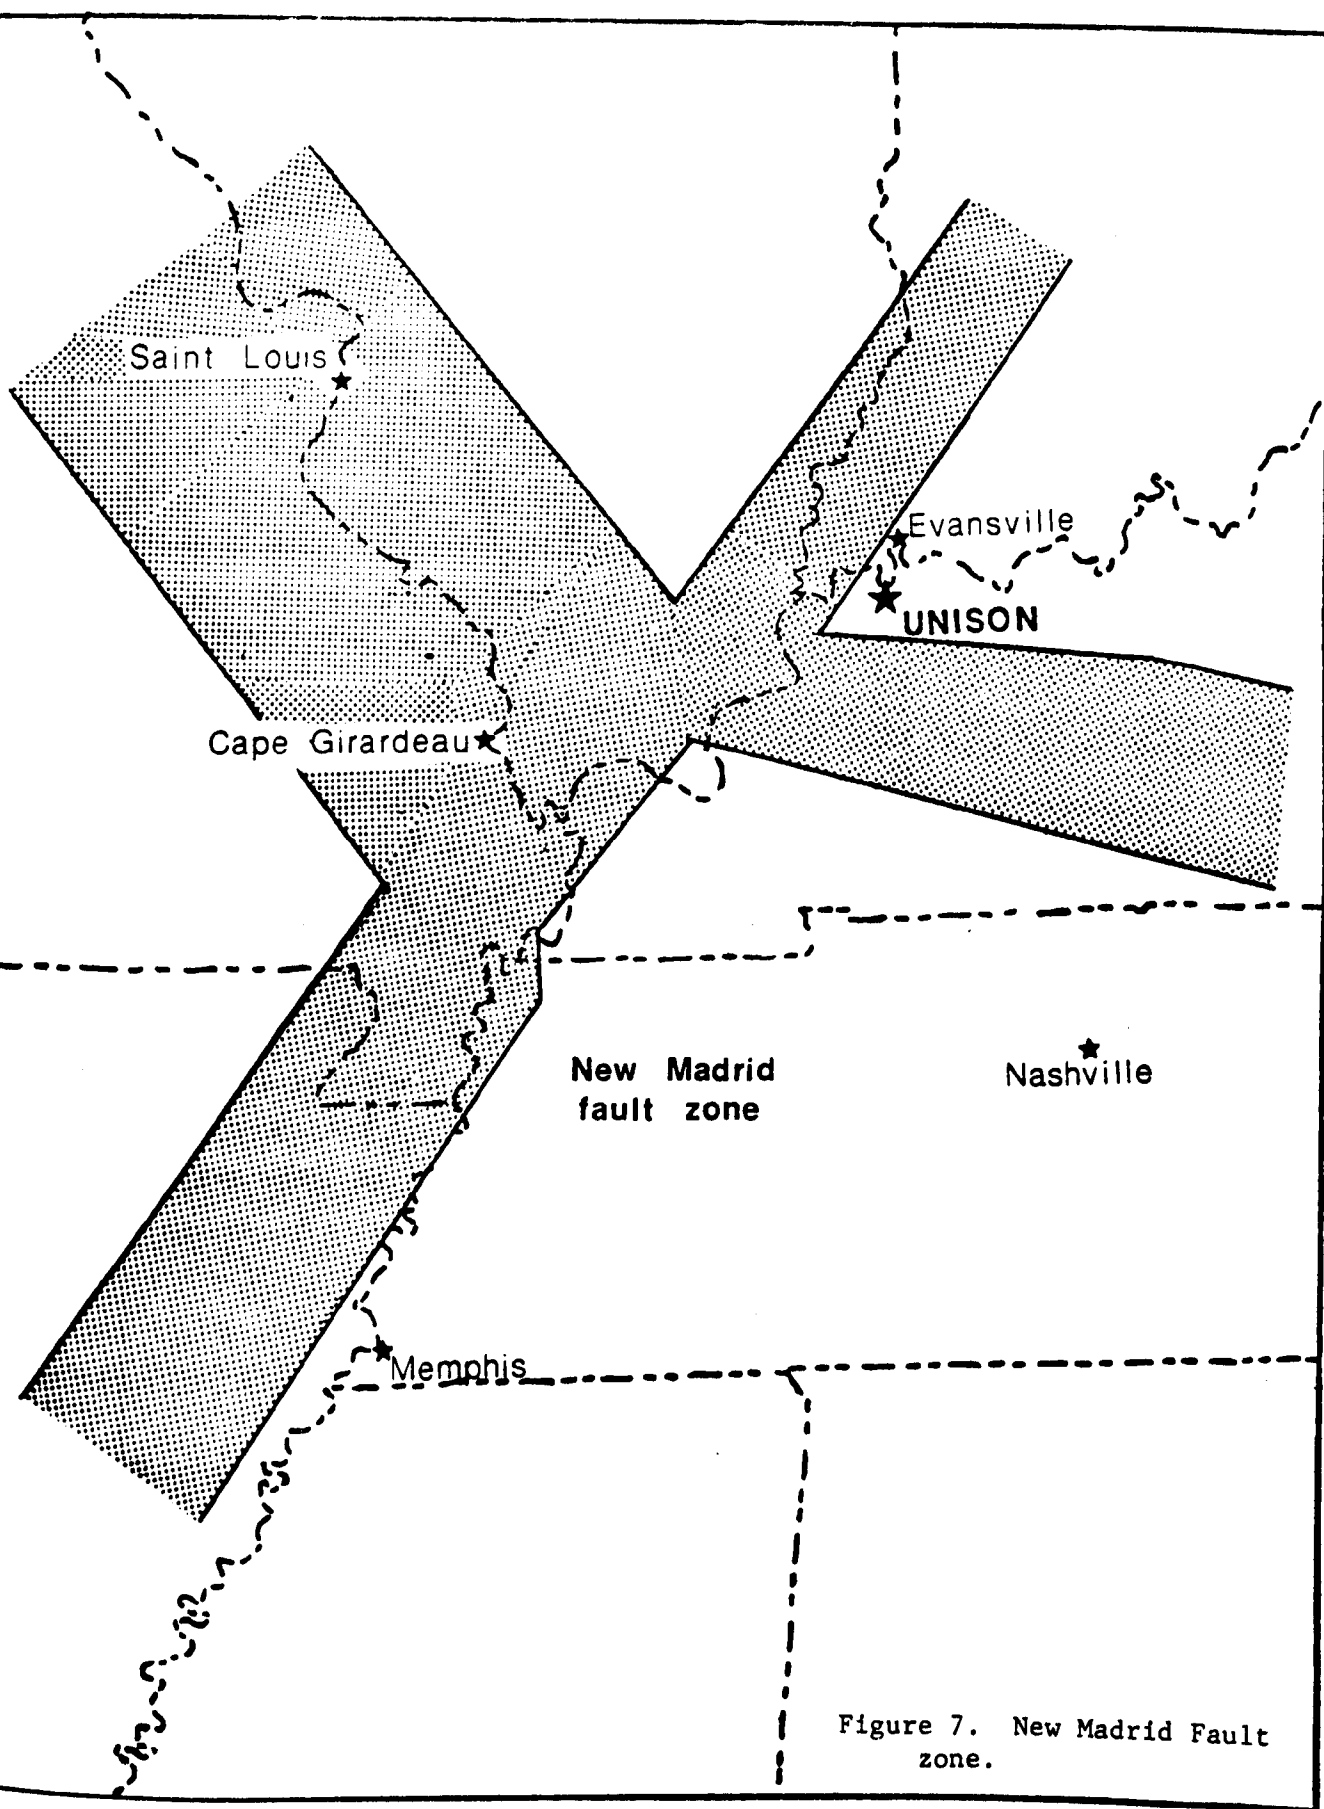 Saint Louis
Evansville
UNISON
Cape Girardeau
New Madrid
fault zone
Nashville
Memphis
Figure 7. New Madrid Fault
zone.